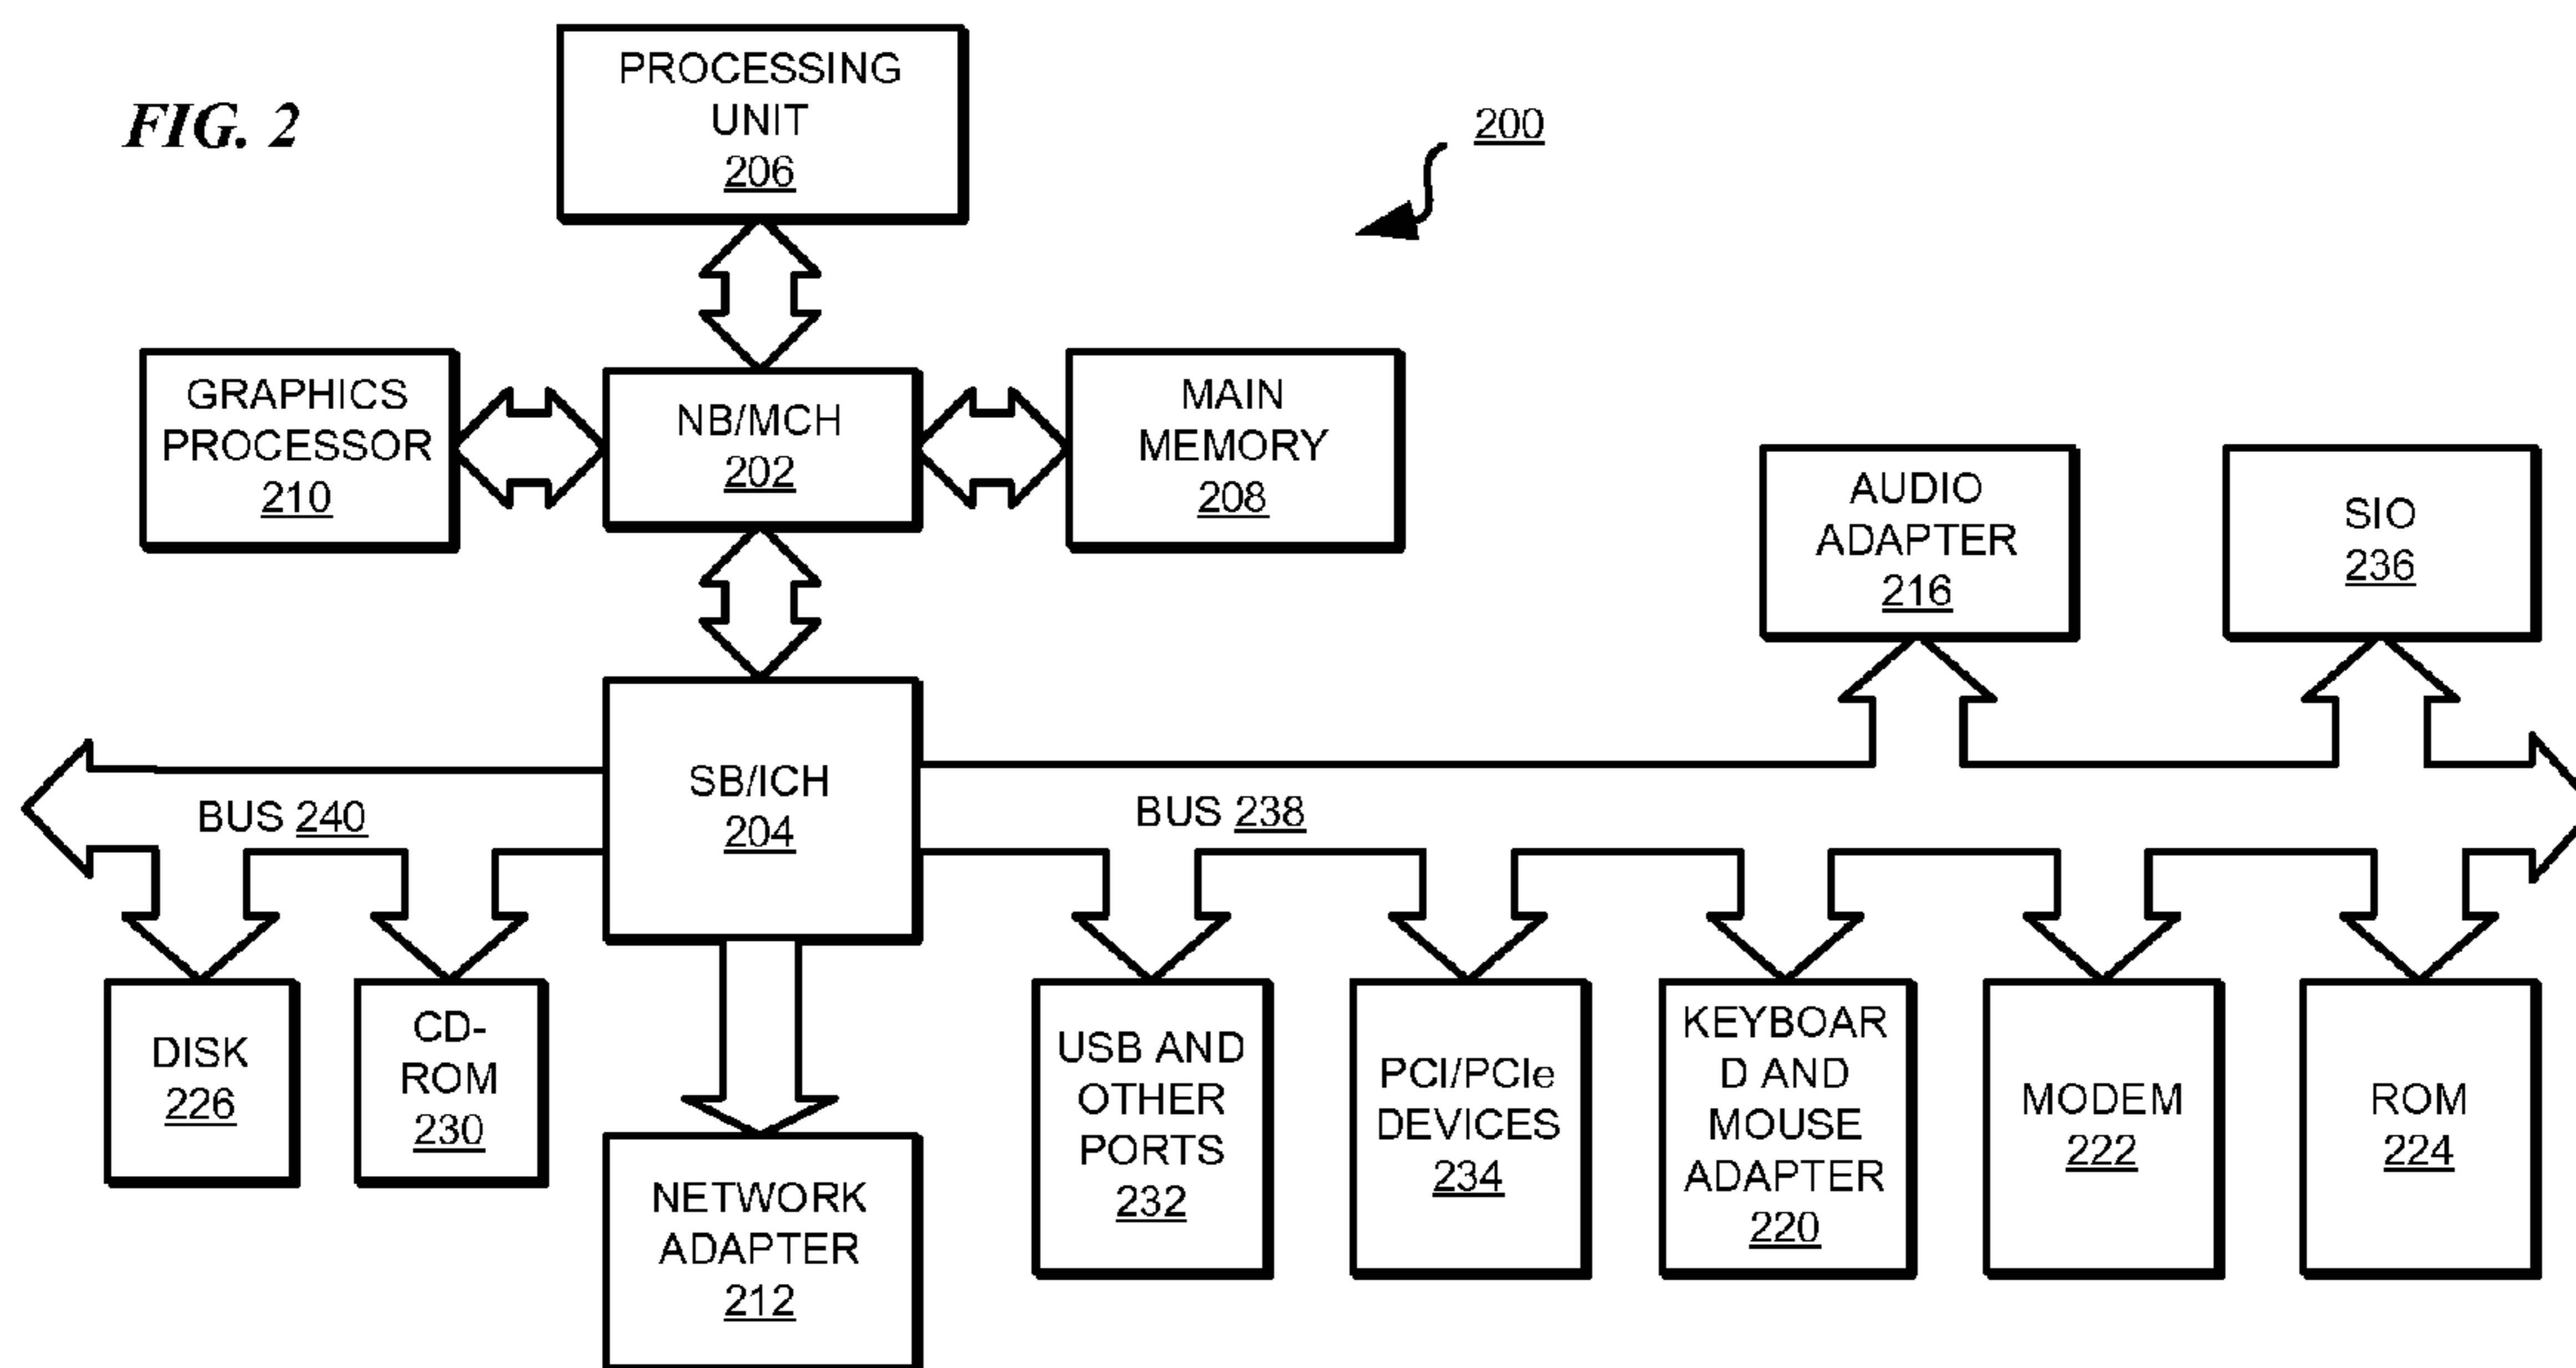 FIG. 2
PROCESSING
UNIT
206
200
GRAPHICS
PROCESSOR
210
NB/MCH
202
MAIN
MEMORY
208
AUDIO
ADAPTER
216
SIO
236
BUS 240
SB/ICH
204
BUS 238
DISK
226
CD-
ROM
230
NETWORK
ADAPTER
212
USB AND
OTHER
PORTS
232
PCI/PCIe
DEVICES
234
KEYBOAR
D AND
MOUSE
ADAPTER
220
MODEM
222
ROM
224